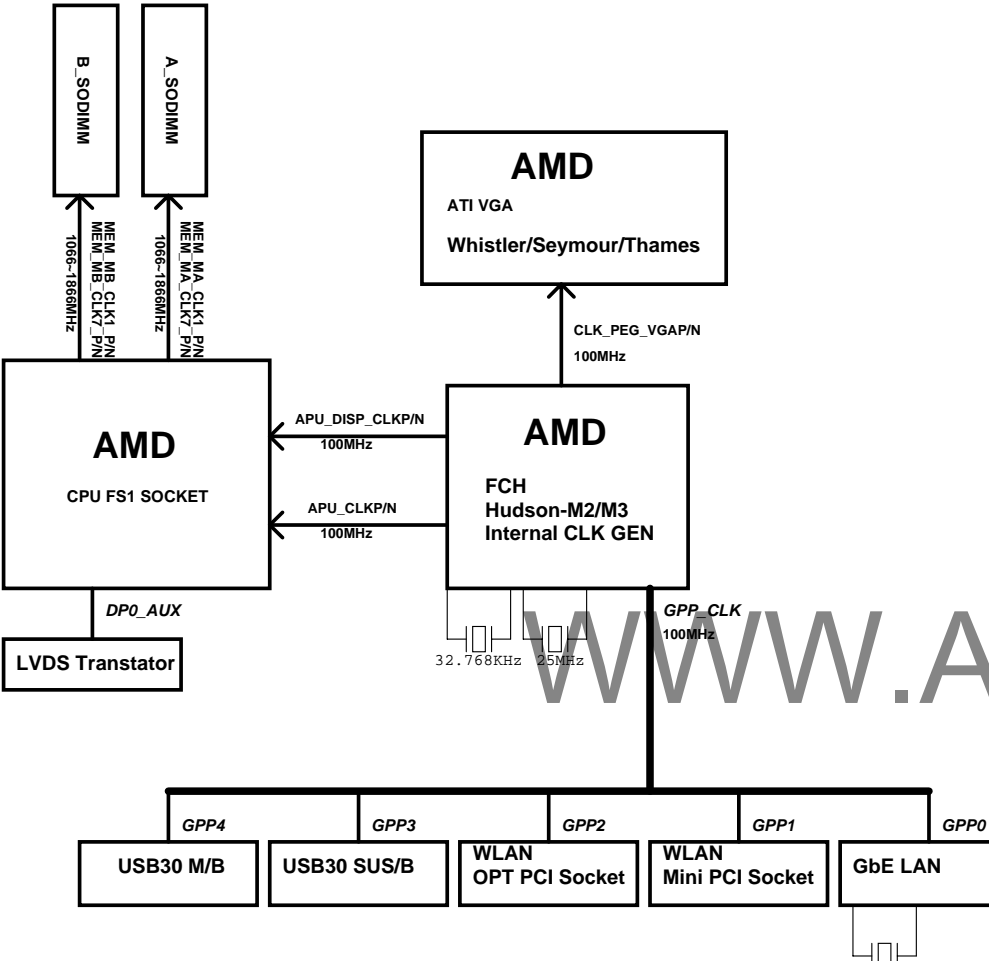 B_SODIMM
A_SODIMM
MEM_MB_CLK1_P/N
MEM_MB_CLK7_P/N
1066~1866MHz
MEM_MA_CLK1_P/N
MEM_MA_CLK7_P/N
1066~1866MHz
AMD
ATI VGA
Whistler/Seymour/Thames
CLK_PEG_VGAP/N
100MHz
AMD
CPU FS1 SOCKET
APU_DISP_CLKP/N
100MHz
APU_CLKP/N
100MHz
AMD
FCH
Hudson-M2/M3
Internal CLK GEN
DP0_AUX
LVDS Transtator
32.768KHz
25MHz
GPP_CLK
100MHz
WWW.A
GPP4
GPP3
GPP2
GPP1
GPP0
USB30 M/B
USB30 SUS/B
WLAN
OPT PCI Socket
WLAN
Mini PCI Socket
GbE LAN